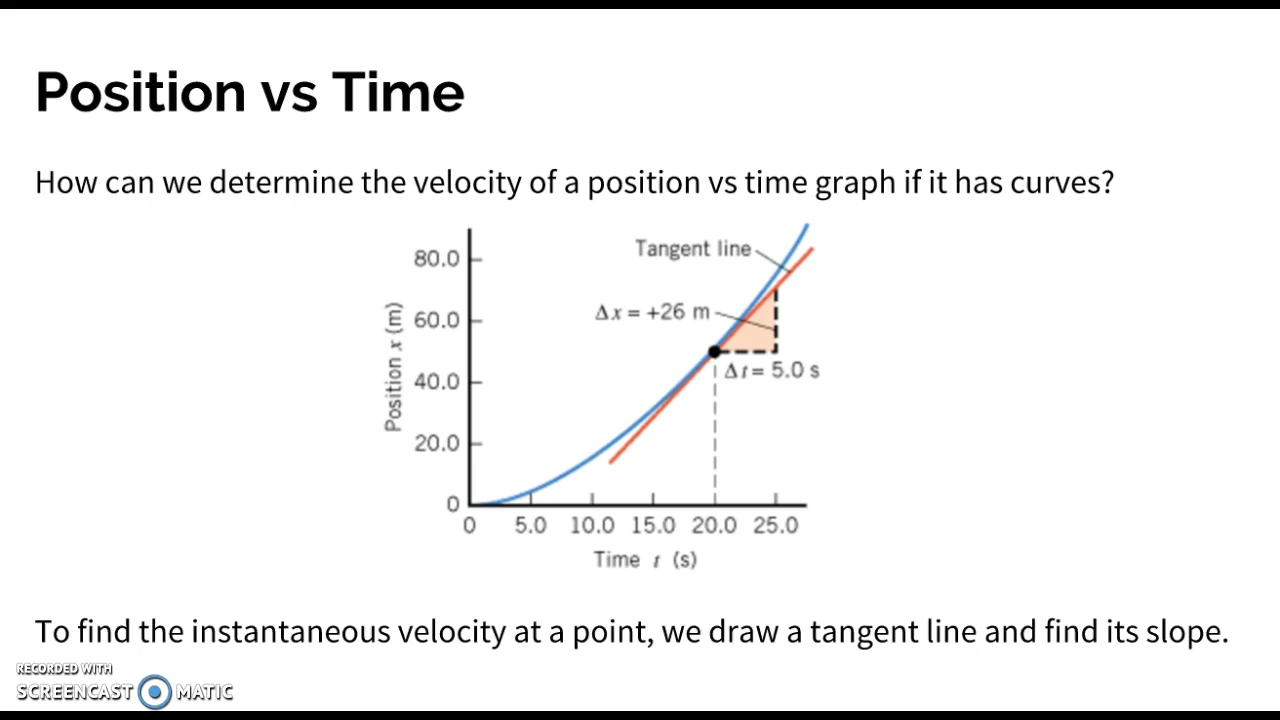 Position vs Time
How can we determine the velocity of a position vs time graph if it has curves?
Tangent line
80.0
Δx = +26 m
60.0
Position x (m)
40.0
Δt = 5.0 s
20.0
0
0 5.0 10.0 15.0 20.0 25.0
Time t (s)
To find the instantaneous velocity at a point, we draw a tangent line and find its slope.
RECORDED WITH
SCREENCAST MATIC